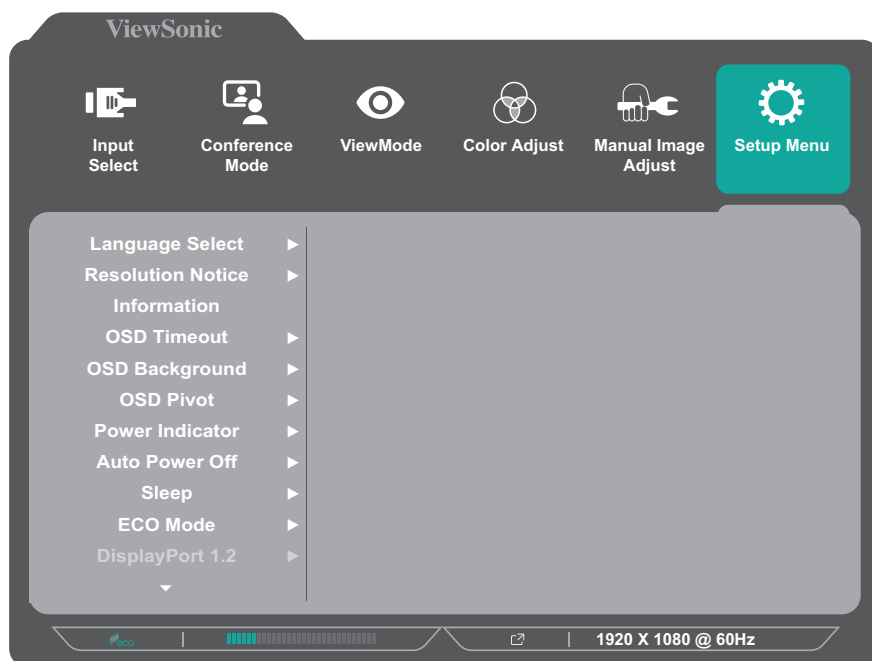 ViewSonic
Input Select
Conference Mode
ViewMode
Color Adjust
Manual Image Adjust
Setup Menu
Language Select
Resolution Notice
Information
OSD Timeout
OSD Background
OSD Pivot
Power Indicator
Auto Power Off
Sleep
ECO Mode
DisplayPort 1.2
eco
1920 X 1080 @ 60Hz